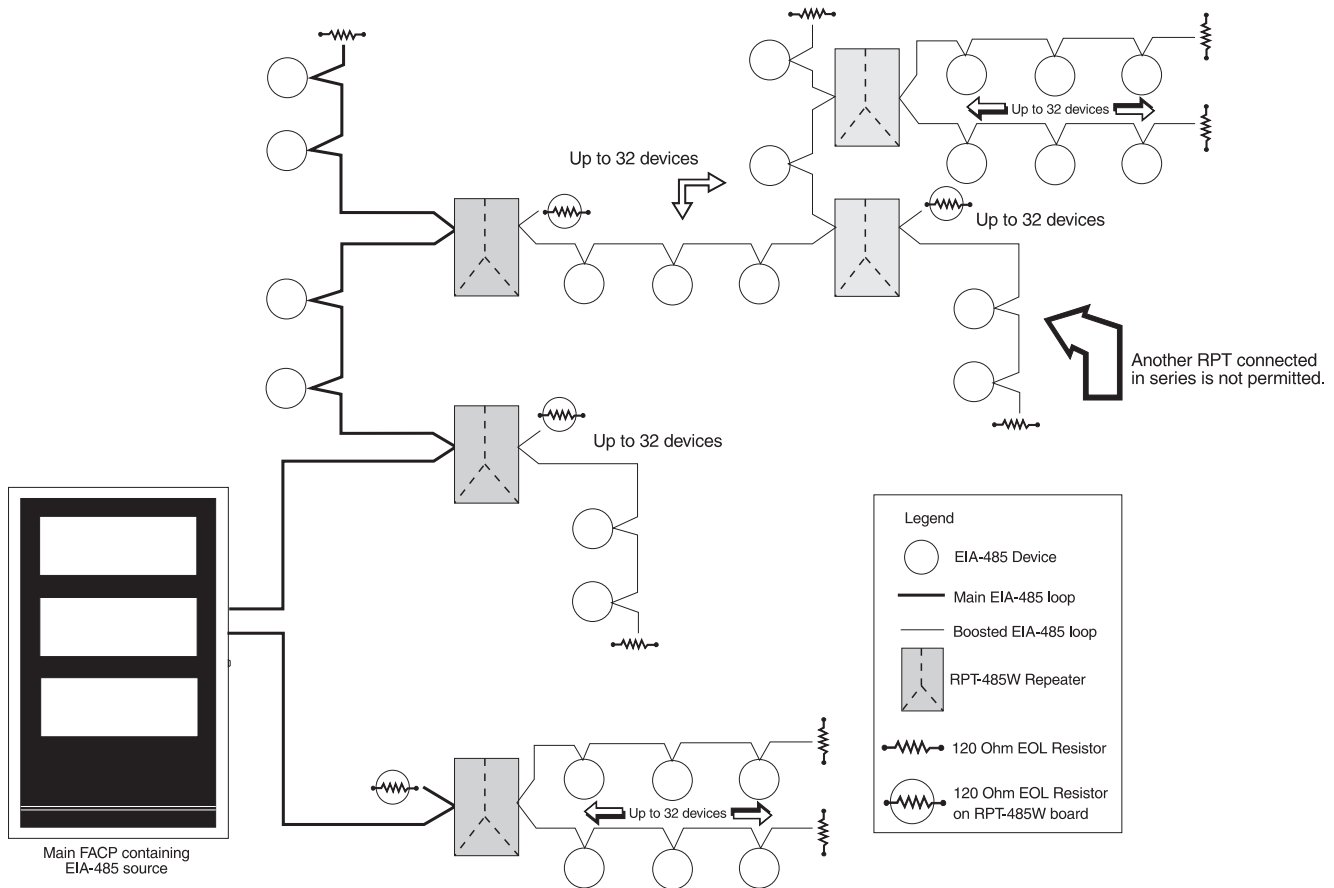 Up to 32 devices
Up to 32 devices
Up to 32 devices
Another RPT connected
in series is not permitted.
Up to 32 devices
Main FACP containing
EIA-485 source
Up to 32 devices
Legend
EIA-485 Device
Main EIA-485 loop
Boosted EIA-485 loop
RPT-485W Repeater
120 Ohm EOL Resistor
120 Ohm EOL Resistor
on RPT-485W board